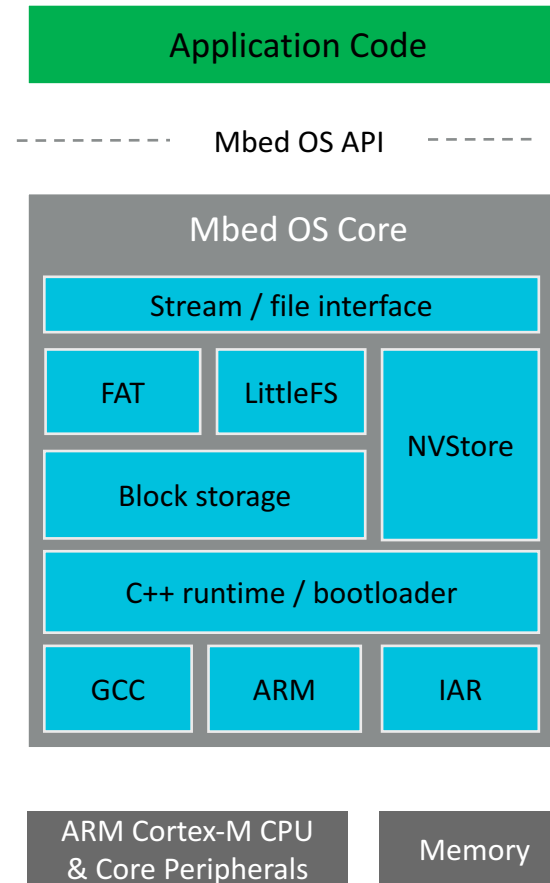 Application Code
Mbed OS API
Mbed OS Core
Stream / file interface
FAT
LittleFS
NVStore
Block storage
C++ runtime / bootloader
GCC
ARM
IAR
ARM Cortex-M CPU
& Core Peripherals
Memory